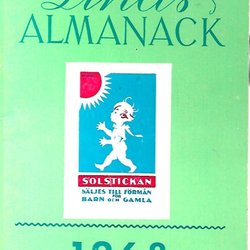 ALMANACK
SOLSTICKAN
SÄLJES TILL FÖRMÅN
FÖR
BARN OCH GAMLA